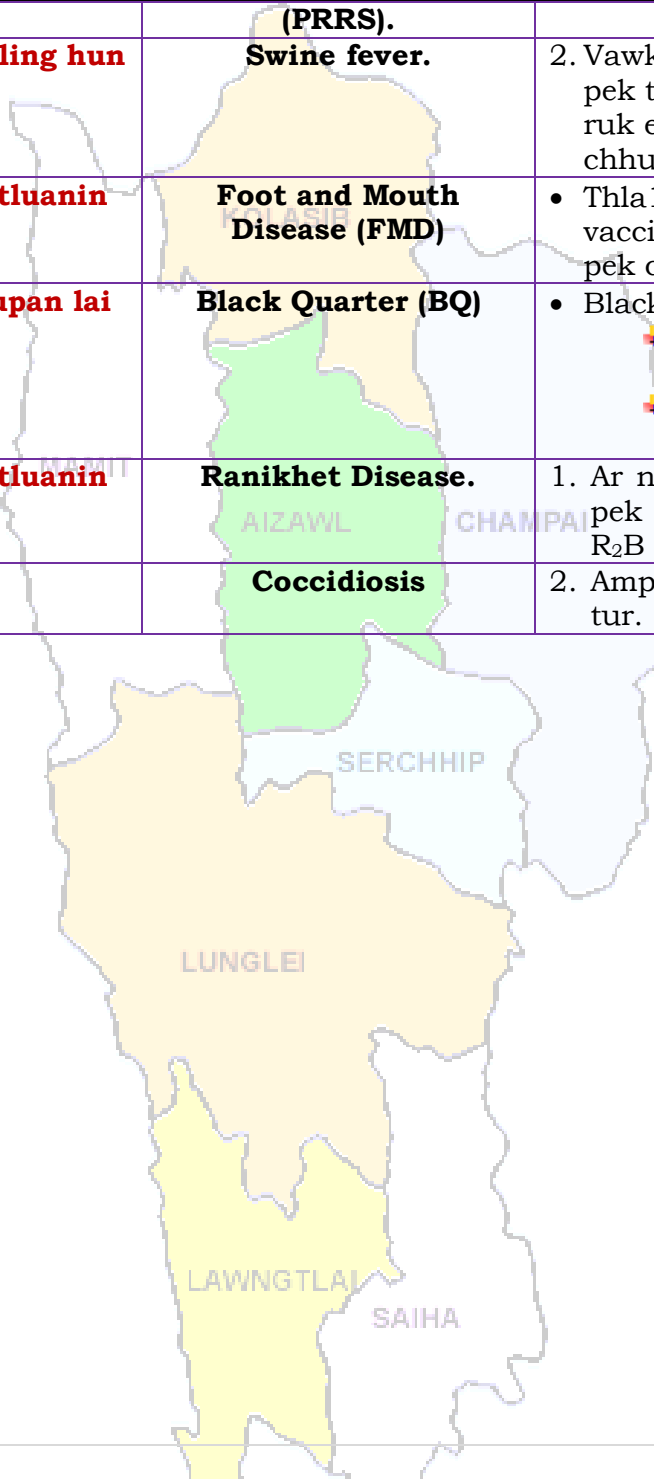 (PRRS).
ling hun Swine fever. 2. Vawk
pek t
ruk e
chhu
tluanin Foot and Mouth • Thla1
Disease (FMD) vacci
pek
upan lai Black Quarter (BQ) • Black
tluanin Ranikhet Disease. 1. Ar n
pek
R₂B
Coccidiosis 2. Amp
tur.
KOLASIB
MAMIT
AIZAWL
CHAMPAI
SERCHHIP
LUNGLEI
LAWNGTLAI
SAIHA